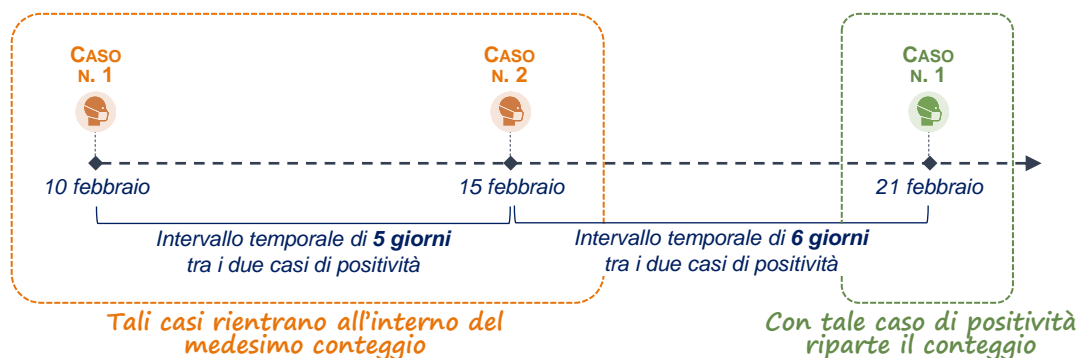 CASO
N. 1
CASO
N. 2
CASO
N. 1
10 febbraio
15 febbraio
21 febbraio
Intervallo temporale di 5 giorni
tra i due casi di positività
Intervallo temporale di 6 giorni
tra i due casi di positività
Tali casi rientrano all'interno del
medesimo conteggio
Con tale caso di positività
riparte il conteggio